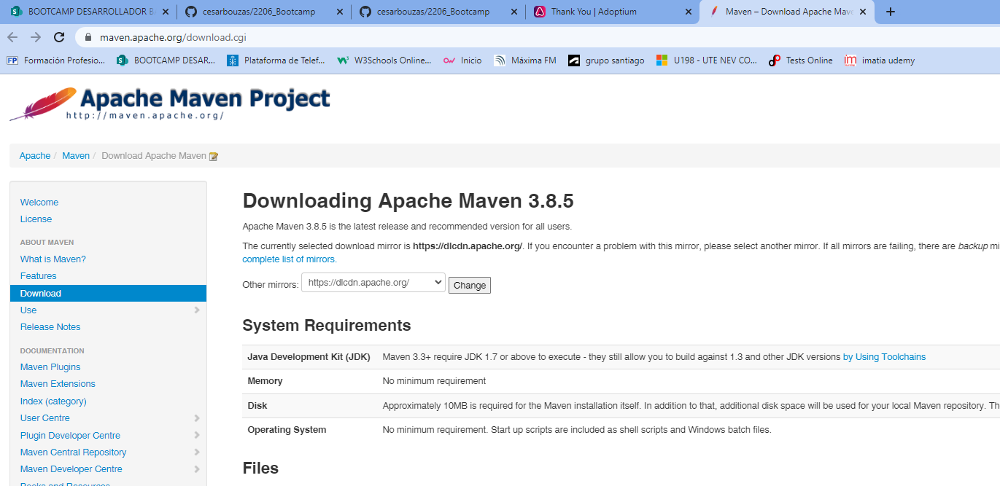 BOOTCAMP DESARROLLADOR B
cesarbouzas/2206_Bootcamp
cesarbouzas/2206_Bootcamp
Thank You | Adoptium
Maven – Download Apache Mave
maven.apache.org/download.cgi
FP Formación Profesio...
BOOTCAMP DESAR...
Plataforma de Telef...
W3Schools Online...
Inicio
Máxima FM
grupo santiago
U198 - UTE NEV CO...
Tests Online
im imatia udemy
Apache Maven Project
http://maven.apache.org/
Apache / Maven / Download Apache Maven
Welcome
License
ABOUT MAVEN
What is Maven?
Features
Download
Use
Release Notes
DOCUMENTATION
Maven Plugins
Maven Extensions
Index (category)
User Centre
Plugin Developer Centre
Maven Central Repository
Maven Developer Centre
Books and Resources
Downloading Apache Maven 3.8.5
Apache Maven 3.8.5 is the latest release and recommended version for all users.
The currently selected download mirror is https://dlcdn.apache.org/. If you encounter a problem with this mirror, please select another mirror. If all mirrors are failing, there are backup mi
complete list of mirrors.
Other mirrors: https://dlcdn.apache.org/ Change
System Requirements
Java Development Kit (JDK) Maven 3.3+ require JDK 1.7 or above to execute - they still allow you to build against 1.3 and other JDK versions by Using Toolchains
Memory No minimum requirement
Disk Approximately 10MB is required for the Maven installation itself. In addition to that, additional disk space will be used for your local Maven repository. Th
Operating System No minimum requirement. Start up scripts are included as shell scripts and Windows batch files.
Files